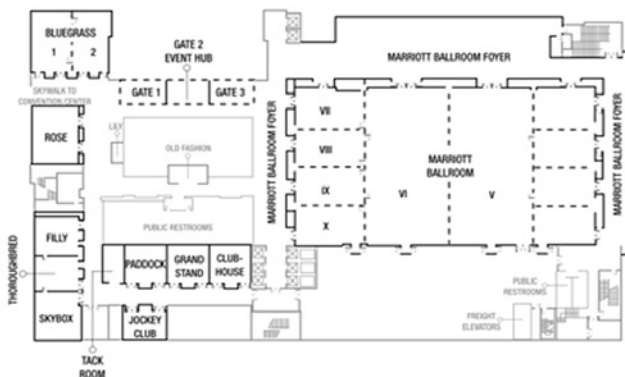 BLUEGRASS
1 2
GATE 2
EVENT HUB
MARRIOTT BALLROOM FOYER
SKYWALK TO
CONVENTION CENTER
GATE 1
GATE 3
LILY
ROSE
OLD FASHION
MARRIOTT BALLROOM FOYER
VII
VIII
IX
X
MARRIOTT
BALLROOM
VI
V
MARRIOTT BALLROOM FOYER
PUBLIC RESTROOMS
THOROUGHBRED
FILLY
SKYBOX
PADDOCK
GRAND
STAND
CLUB-
HOUSE
JOCKEY
CLUB
TACK
ROOM
PUBLIC
RESTROOMS
FREIGHT
ELEVATORS